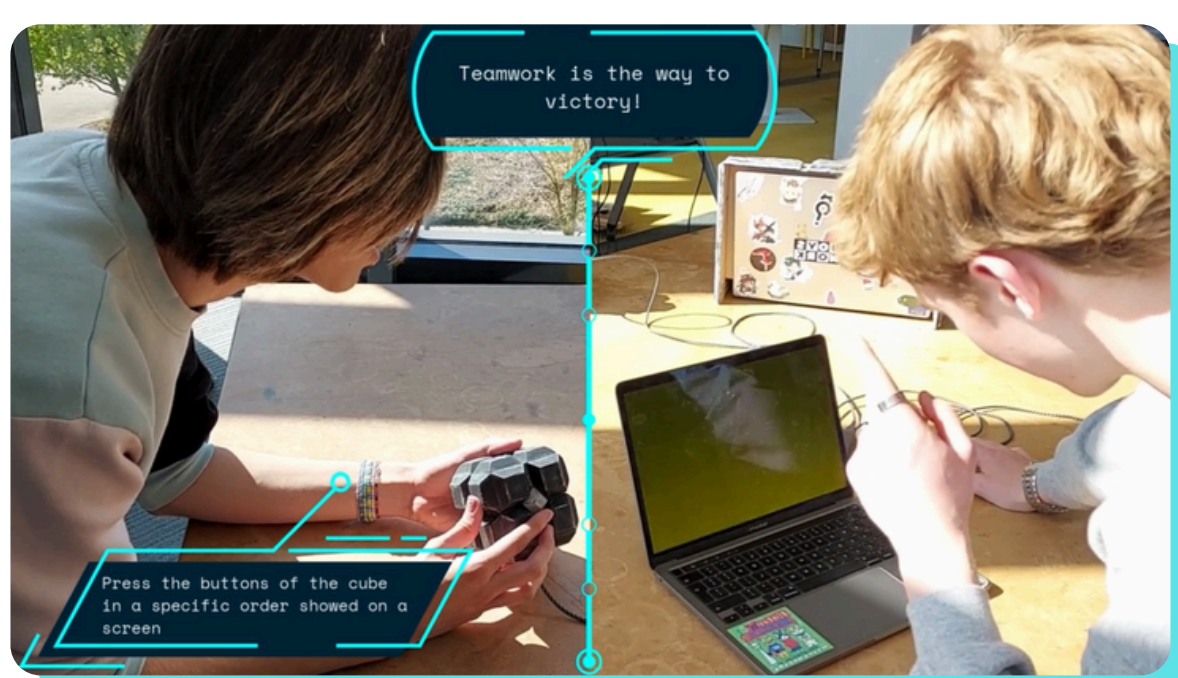 Teamwork is the way to
victory!
Press the buttons of the cube
in a specific order showed on a
screen